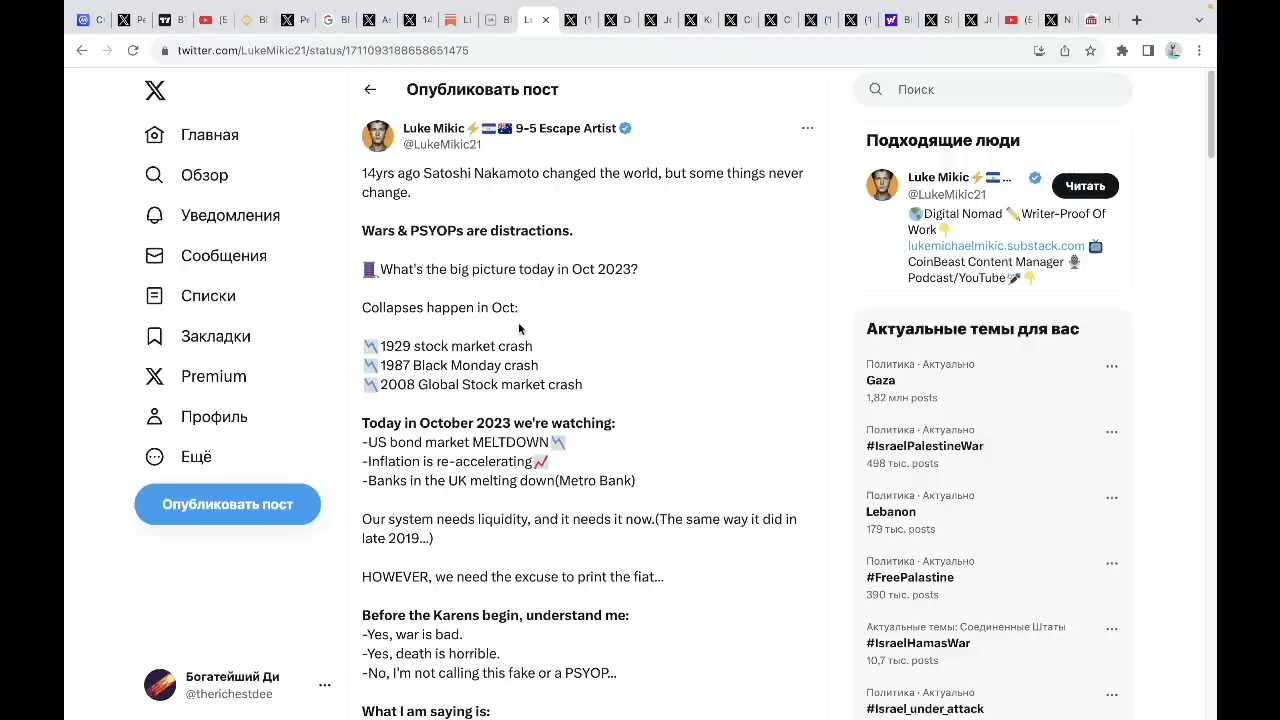 twitter.com/LukeMikic21/status/1711093188658651475
Главная
Обзор
Уведомления
Сообщения
Списки
Закладки
Premium
Профиль
Ещё
Опубликовать пост
Богатейший Ди
@therichestdee
Опубликовать пост
Luke Mikic⚡🇸🇻🇦🇺 9-5 Escape Artist
@LukeMikic21
14yrs ago Satoshi Nakamoto changed the world, but some things never
change.
Wars & PSYOPs are distractions.
🧵What's the big picture today in Oct 2023?
Collapses happen in Oct:
📉1929 stock market crash
📉1987 Black Monday crash
📉2008 Global Stock market crash
Today in October 2023 we're watching:
-US bond market MELTDOWN📉
-Inflation is re-accelerating📈
-Banks in the UK melting down(Metro Bank)
Our system needs liquidity, and it needs it now.(The same way it did in
late 2019...)
HOWEVER, we need the excuse to print the fiat...
Before the Karens begin, understand me:
-Yes, war is bad.
-Yes, death is horrible.
-No, I'm not calling this fake or a PSYOP...
What I am saying is:
Поиск
Подходящие люди
Luke Mikic⚡🇸🇻...
@LukeMikic21
Читать
🌎Digital Nomad ✏️Writer-Proof Of
Work👇
lukemichaelmikic.substack.com 📺
CoinBeast Content Manager 🎙️
Podcast/YouTube🎤👇
Актуальные темы для вас
Политика · Актуально
Gaza
1,82 млн posts
Политика · Актуально
#IsraelPalestineWar
498 тыс. posts
Политика · Актуально
Lebanon
179 тыс. posts
Политика · Актуально
#FreePalastine
390 тыс. posts
Актуальные темы: Соединенные Штаты
#IsraelHamasWar
10,7 тыс. posts
Политика · Актуально
#Israel_under_attack